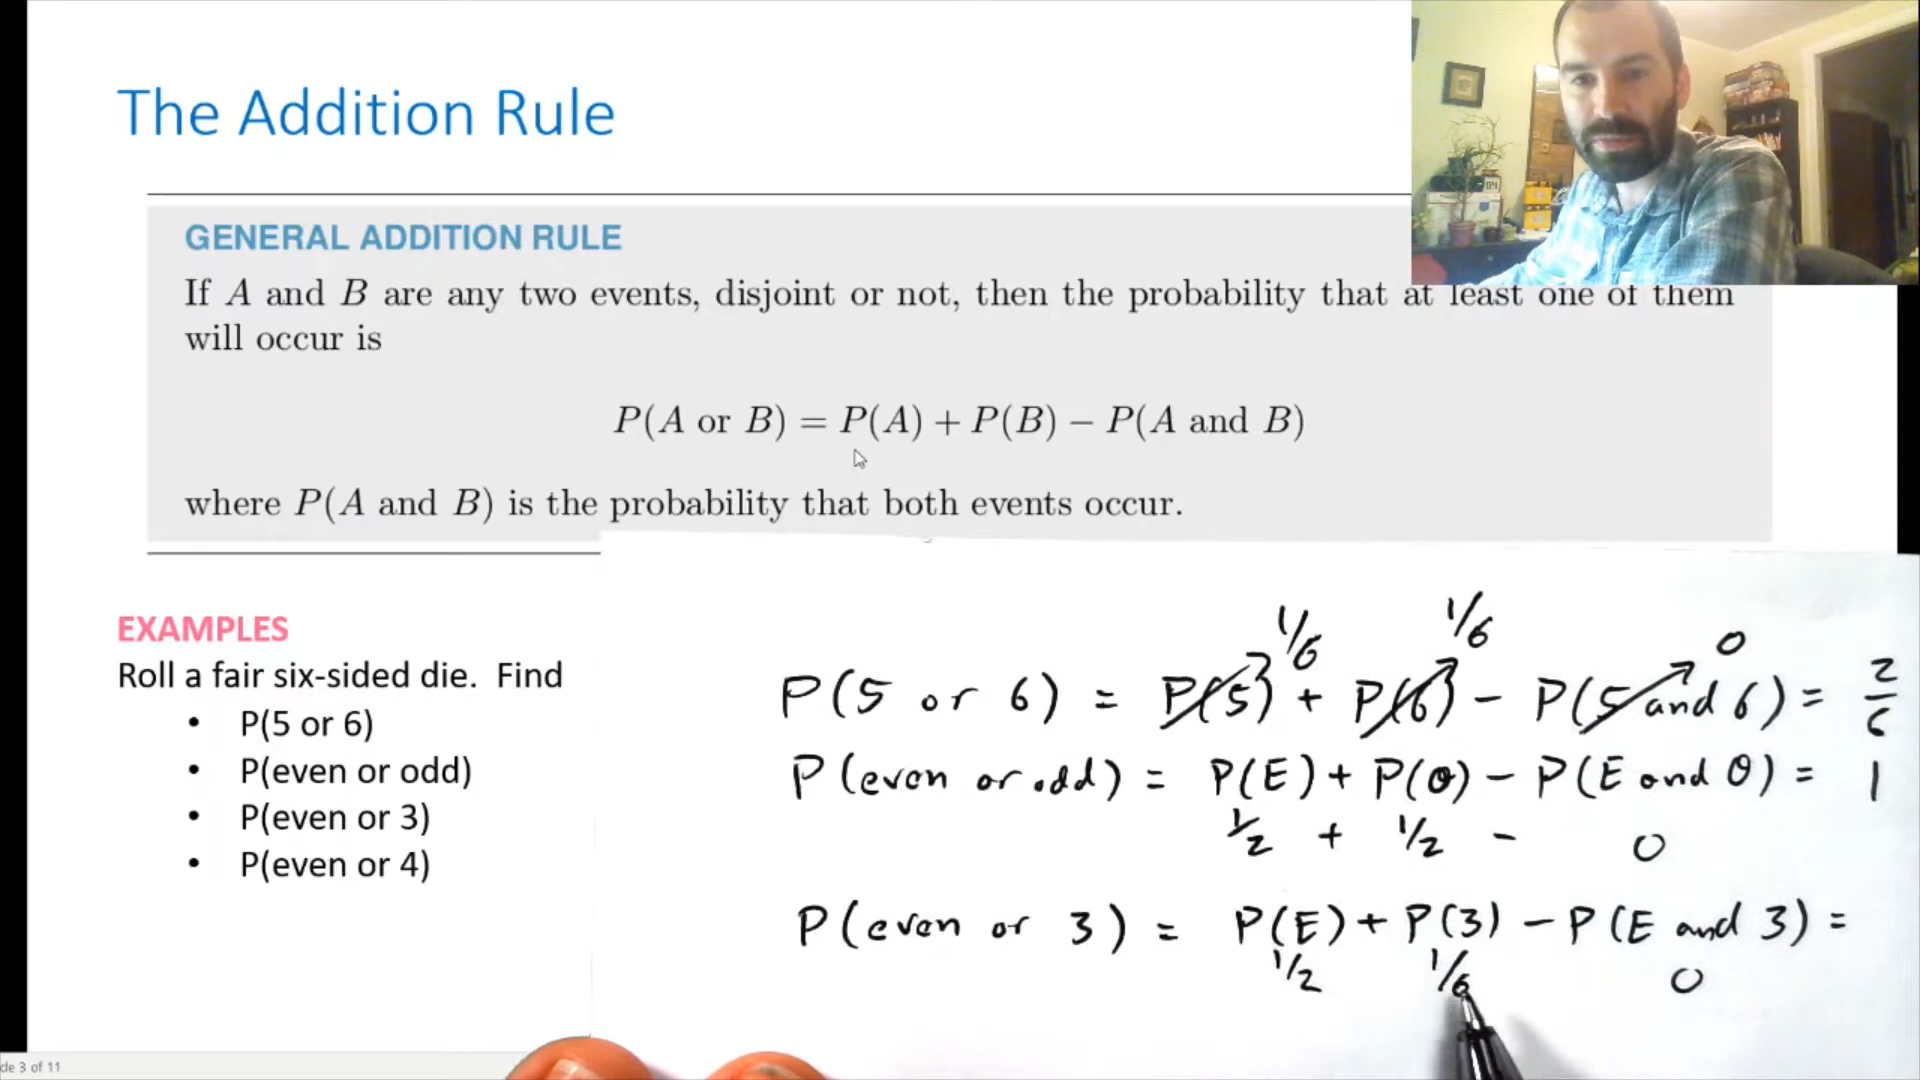 The Addition Rule
GENERAL ADDITION RULE
If A and B are any two events, disjoint or not, then the probability that at least one of them
will occur is
P(A or B) = P(A) + P(B) − P(A and B)
where P(A and B) is the probability that both events occur.
EXAMPLES
Roll a fair six-sided die. Find
• P(5 or 6)
• P(even or odd)
• P(even or 3)
• P(even or 4)
1/6 1/6 0
P(5 or 6) = P(5) + P(6) − P(5 and 6) = 2/6
P(even or odd) = P(E) + P(O) − P(E and O) = 1
1/2 + 1/2 − 0
P(even or 3) = P(E) + P(3) − P(E and 3) =
1/2 1/6 0
de 3 of 11